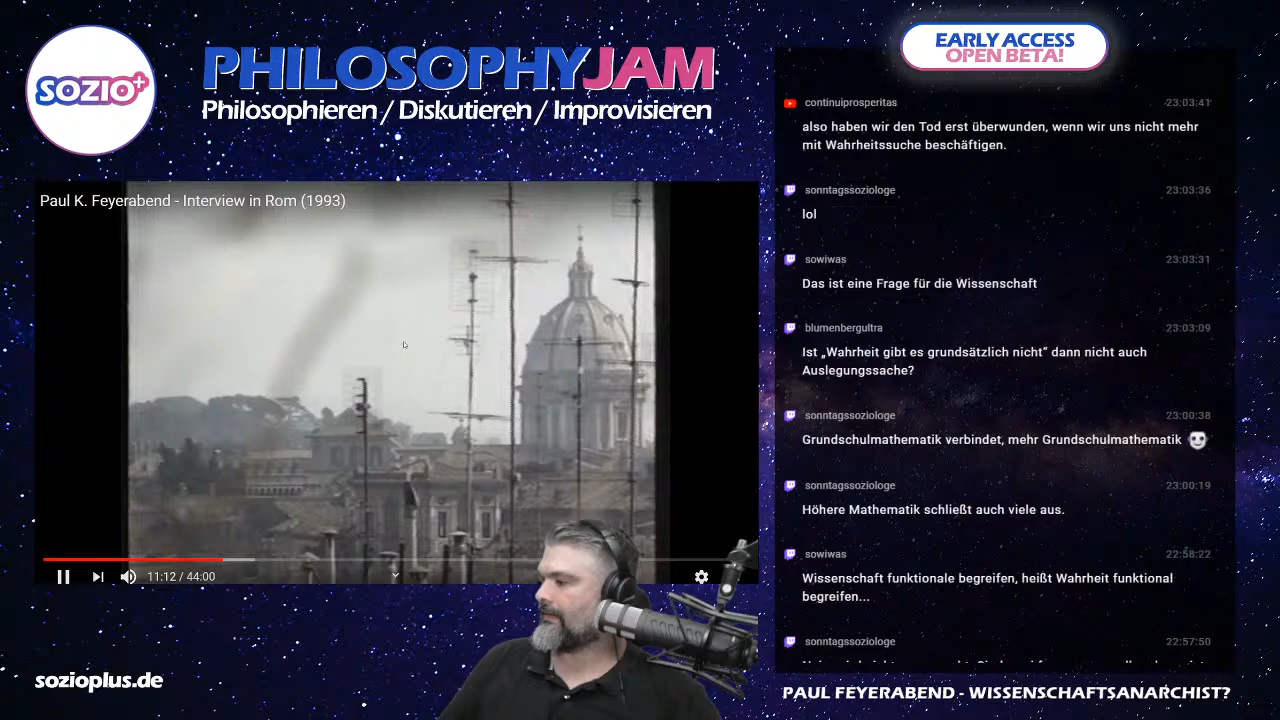 SOZIO+
PHILOSOPHYJAM
Philosophieren / Diskutieren / Improvisieren
EARLY ACCESS
OPEN BETA!
Paul K. Feyerabend - Interview in Rom (1993)
11:12 / 44:00
continuiprosperitas 23:03:41
also haben wir den Tod erst überwunden, wenn wir uns nicht mehr
mit Wahrheitssuche beschäftigen.
sonntagssoziologe 23:03:36
lol
sowiwas 23:03:31
Das ist eine Frage für die Wissenschaft
blumenbergultra 23:03:09
Ist „Wahrheit gibt es grundsätzlich nicht“ dann nicht auch
Auslegungssache?
sonntagssoziologe 23:00:38
Grundschulmathematik verbindet, mehr Grundschulmathematik
sonntagssoziologe 23:00:19
Höhere Mathematik schließt auch viele aus.
sowiwas 22:58:22
Wissenschaft funktionale begreifen, heißt Wahrheit funktional
begreifen...
sonntagssoziologe 22:57:50
sozioplus.de
PAUL FEYERABEND - WISSENSCHAFTSANARCHIST?